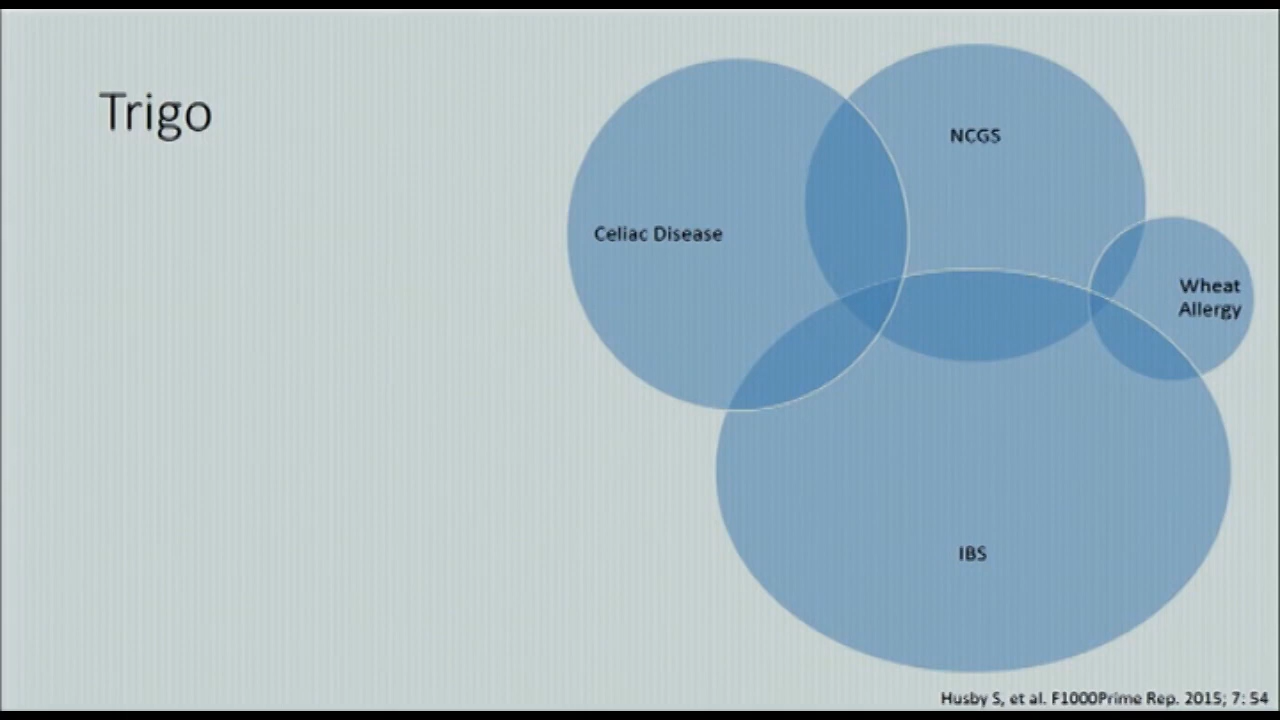 Trigo
NCGS
Celiac Disease
Wheat
Allergy
IBS
Husby S, et al. F1000Prime Rep. 2015; 7: 54